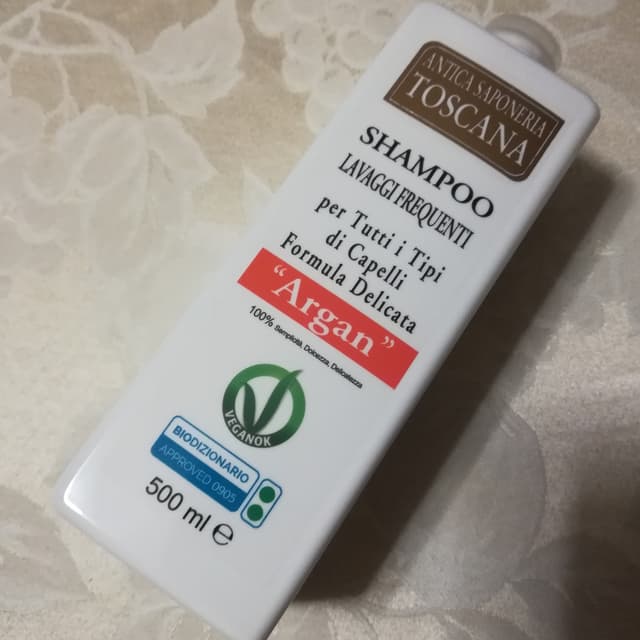 ANTICA SAPONERIA
TOSCANA
SHAMPOO
LAVAGGI FREQUENTI
per Tutti i Tipi
di Capelli
Formula Delicata
“Argan”
100% Semplicità, Dolcezza, Delicatezza
VEGANOK
BIODIZIONARIO
APPROVED 0905
500 ml ℮